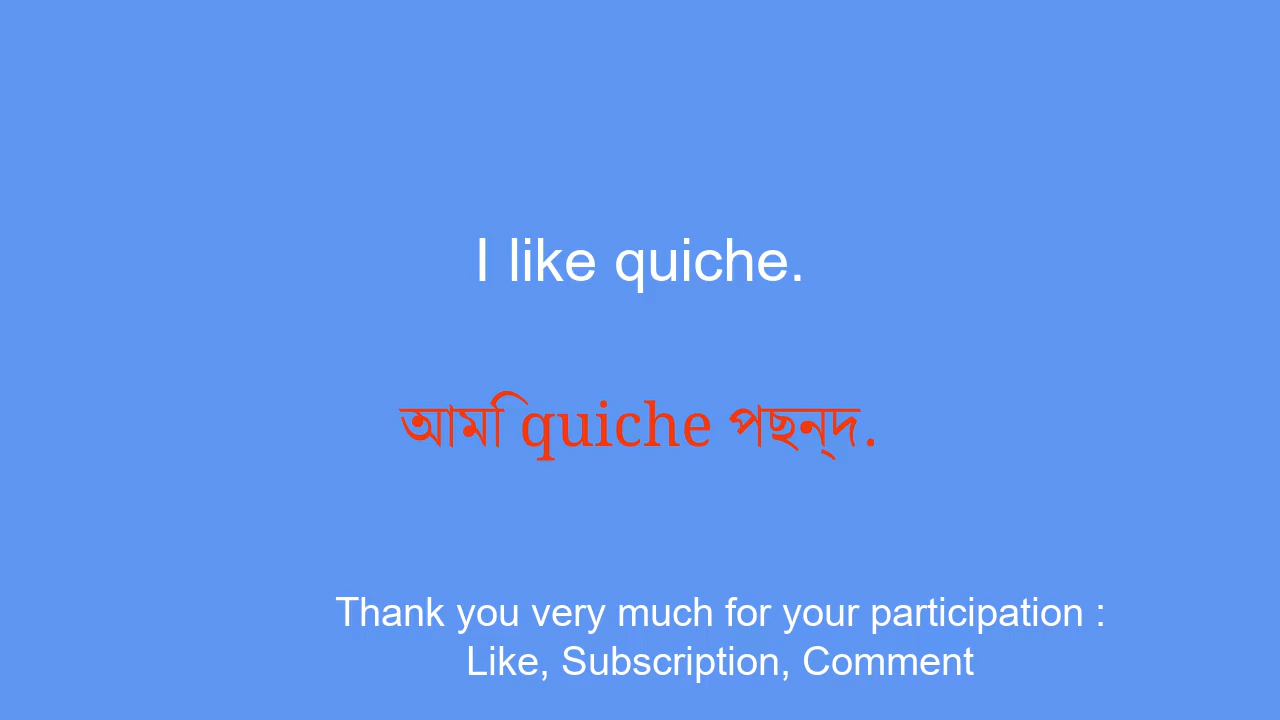 I like quiche.
আমি quiche পছন্দ.
Thank you very much for your participation :
Like, Subscription, Comment